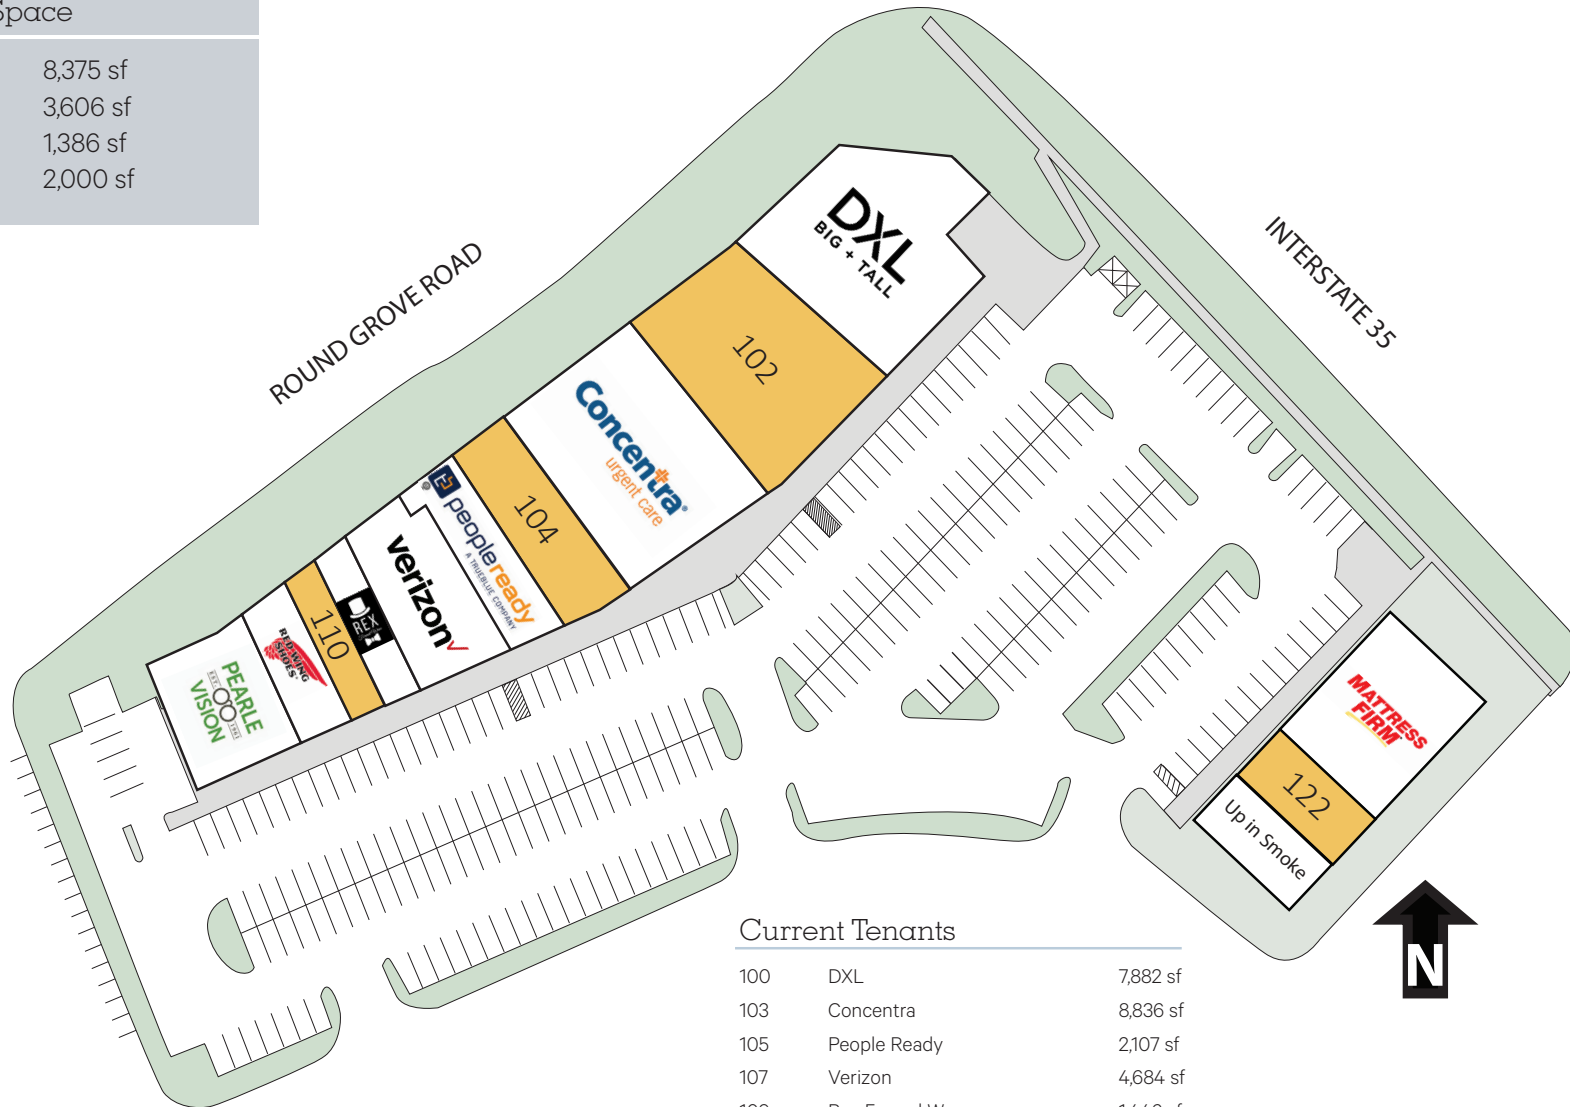 Space
8,375 sf
3,606 sf
1,386 sf
2,000 sf
ROUND GROVE ROAD
INTERSTATE 35
DXL
BIG + TALL
102
Concentra
urgent care
104
peopleready
A TRUEBLUE COMPANY
verizon
REX
110
RED WING
SHOES
PEARLE
EST. 1961
VISION
MATTRESS
FIRM
122
Up in Smoke
N
Current Tenants
100 DXL 7,882 sf
103 Concentra 8,836 sf
105 People Ready 2,107 sf
107 Verizon 4,684 sf